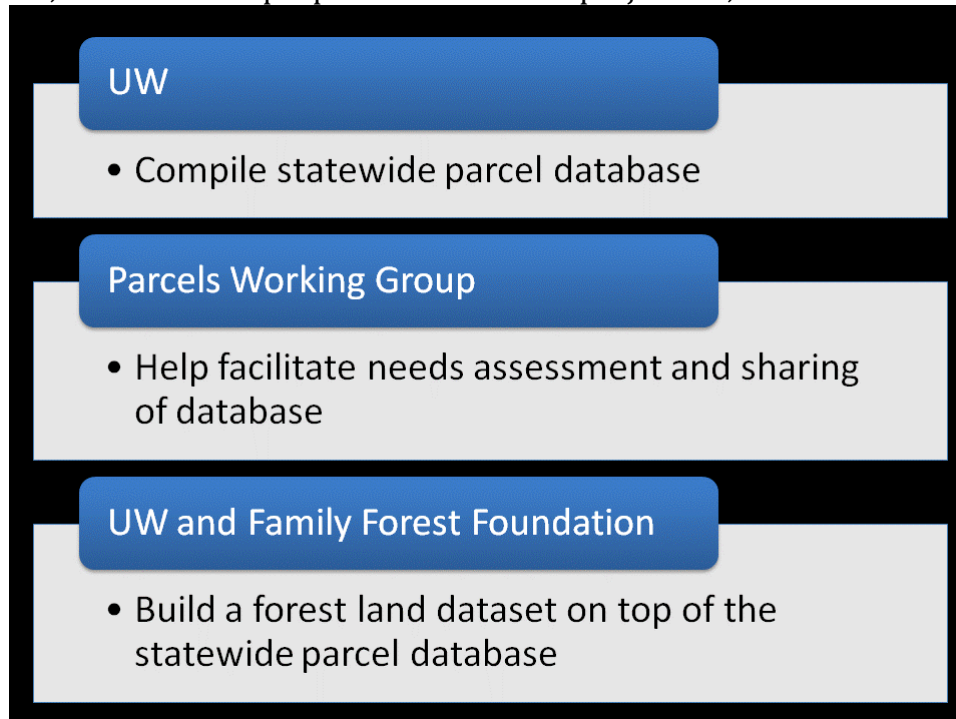 UW
• Compile statewide parcel database
Parcels Working Group
• Help facilitate needs assessment and sharing
of database
UW and Family Forest Foundation
• Build a forest land dataset on top of the
statewide parcel database